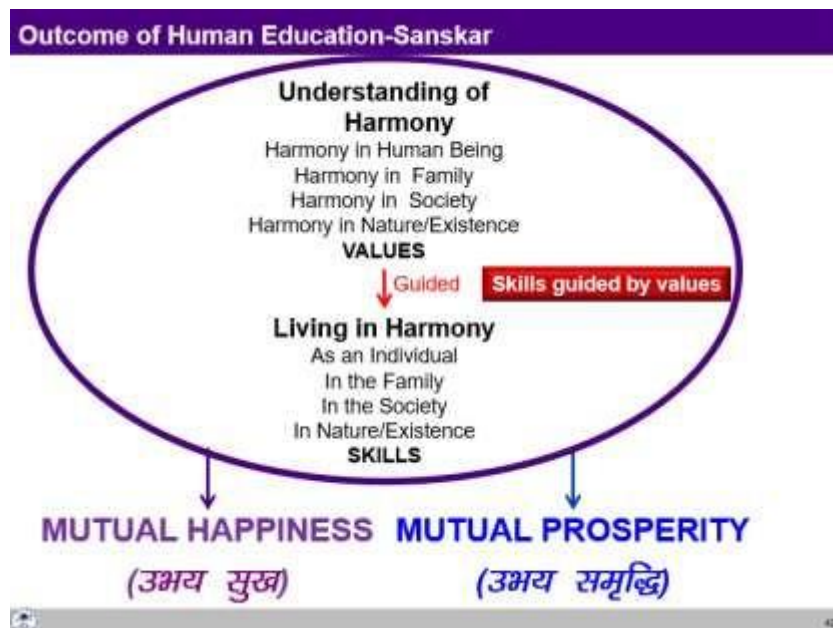 Outcome of Human Education-Sanskar
Understanding of
Harmony
Harmony in Human Being
Harmony in Family
Harmony in Society
Harmony in Nature/Existence
VALUES
Guided
Skills guided by values
Living in Harmony
As an Individual
In the Family
In the Society
In Nature/Existence
SKILLS
MUTUAL HAPPINESS MUTUAL PROSPERITY
(उभय सुख) (उभय समृद्धि)